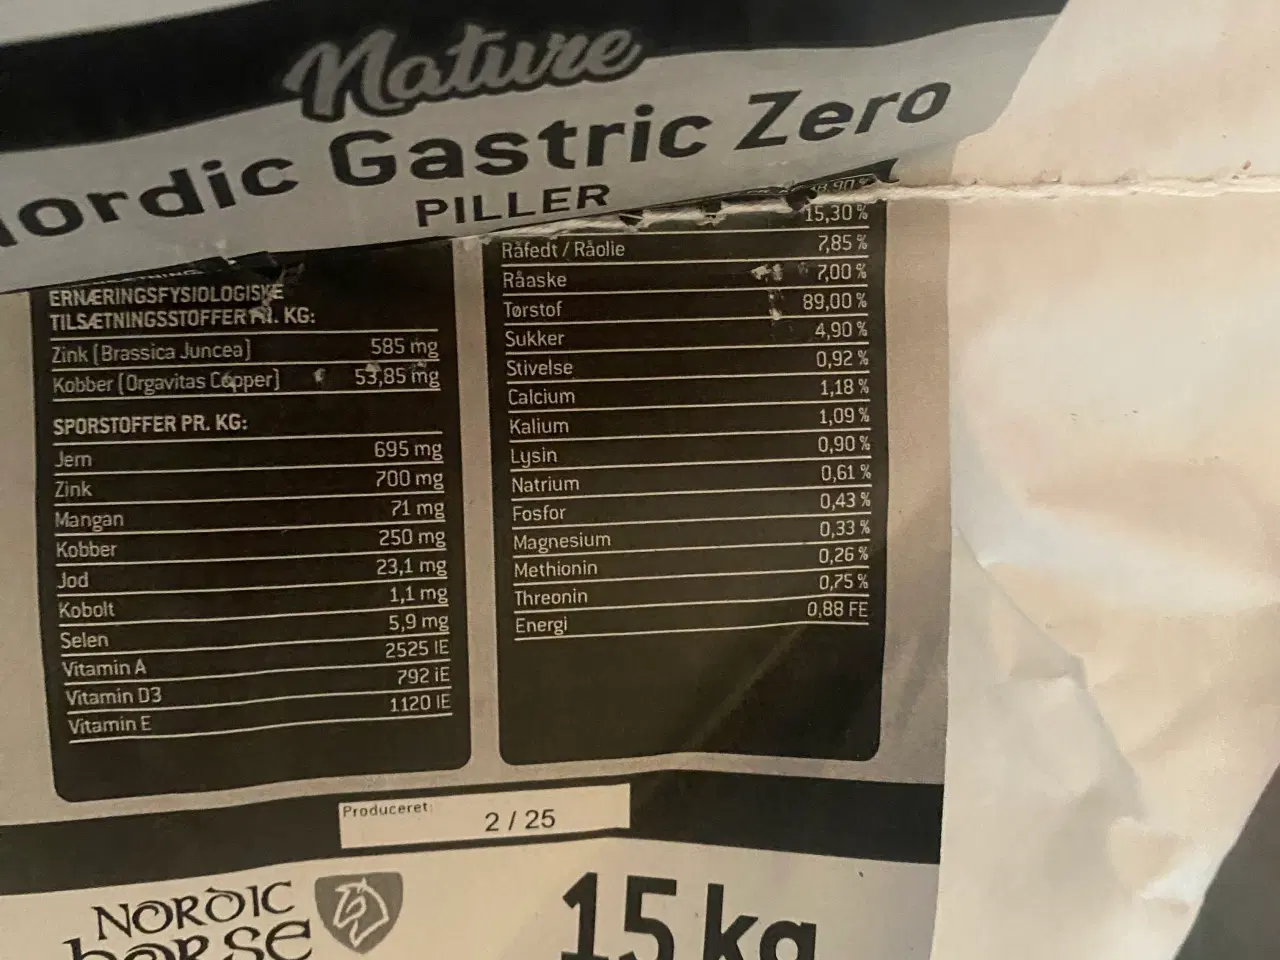 Nature
ordic Gastric Zero
PILLER
ERNÆRINGSFYSIOLOGISKE
TILSÆTNINGSSTOFFER PR. KG:
Zink (Brassica Juncea) 585 mg
Kobber (Orgavitas Copper) 53,85 mg
SPORSTOFFER PR. KG:
Jern 695 mg
Zink 700 mg
Mangan 71 mg
Kobber 250 mg
Jod 23,1 mg
Kobolt 1,1 mg
Selen 5,9 mg
Vitamin A 2525 IE
Vitamin D3 792 iE
Vitamin E 1120 IE
15,30 %
Råfedt / Råolie 7,85 %
Råaske 7,00 %
Tørstof 89,00 %
Sukker 4,90 %
Stivelse 0,92 %
Calcium 1,18 %
Kalium 1,09 %
Lysin 0,90 %
Natrium 0,61 %
Fosfor 0,43 %
Magnesium 0,33 %
Methionin 0,26 %
Threonin 0,75 %
Energi 0,88 FE
Produceret: 2 / 25
NORDIC
HORSE
15 kg